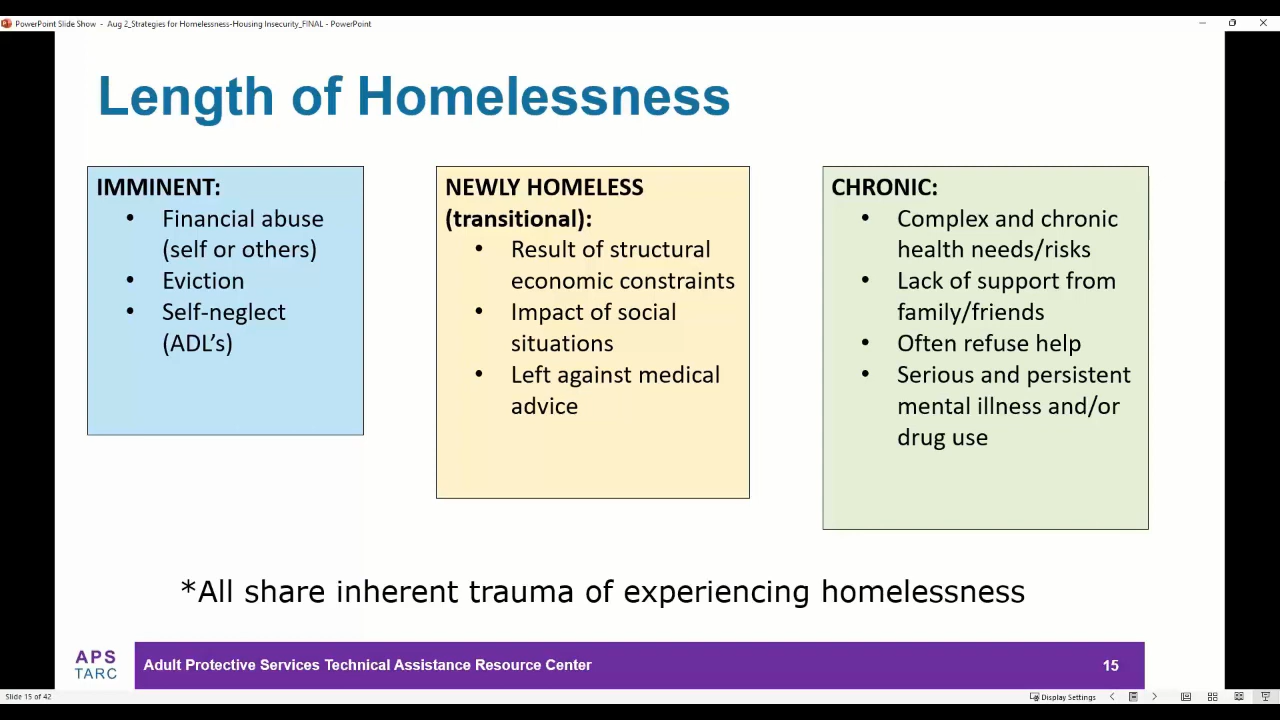 PowerPoint Slide Show - Aug 2_Strategies for Homelessness-Housing Insecurity_FINAL - PowerPoint
Length of Homelessness
IMMINENT:
• Financial abuse
(self or others)
• Eviction
• Self-neglect
(ADL’s)
NEWLY HOMELESS
(transitional):
• Result of structural
economic constraints
• Impact of social
situations
• Left against medical
advice
CHRONIC:
• Complex and chronic
health needs/risks
• Lack of support from
family/friends
• Often refuse help
• Serious and persistent
mental illness and/or
drug use
*All share inherent trauma of experiencing homelessness
APS
TARC
Adult Protective Services Technical Assistance Resource Center
15
Slide 15 of 42
Display Settings